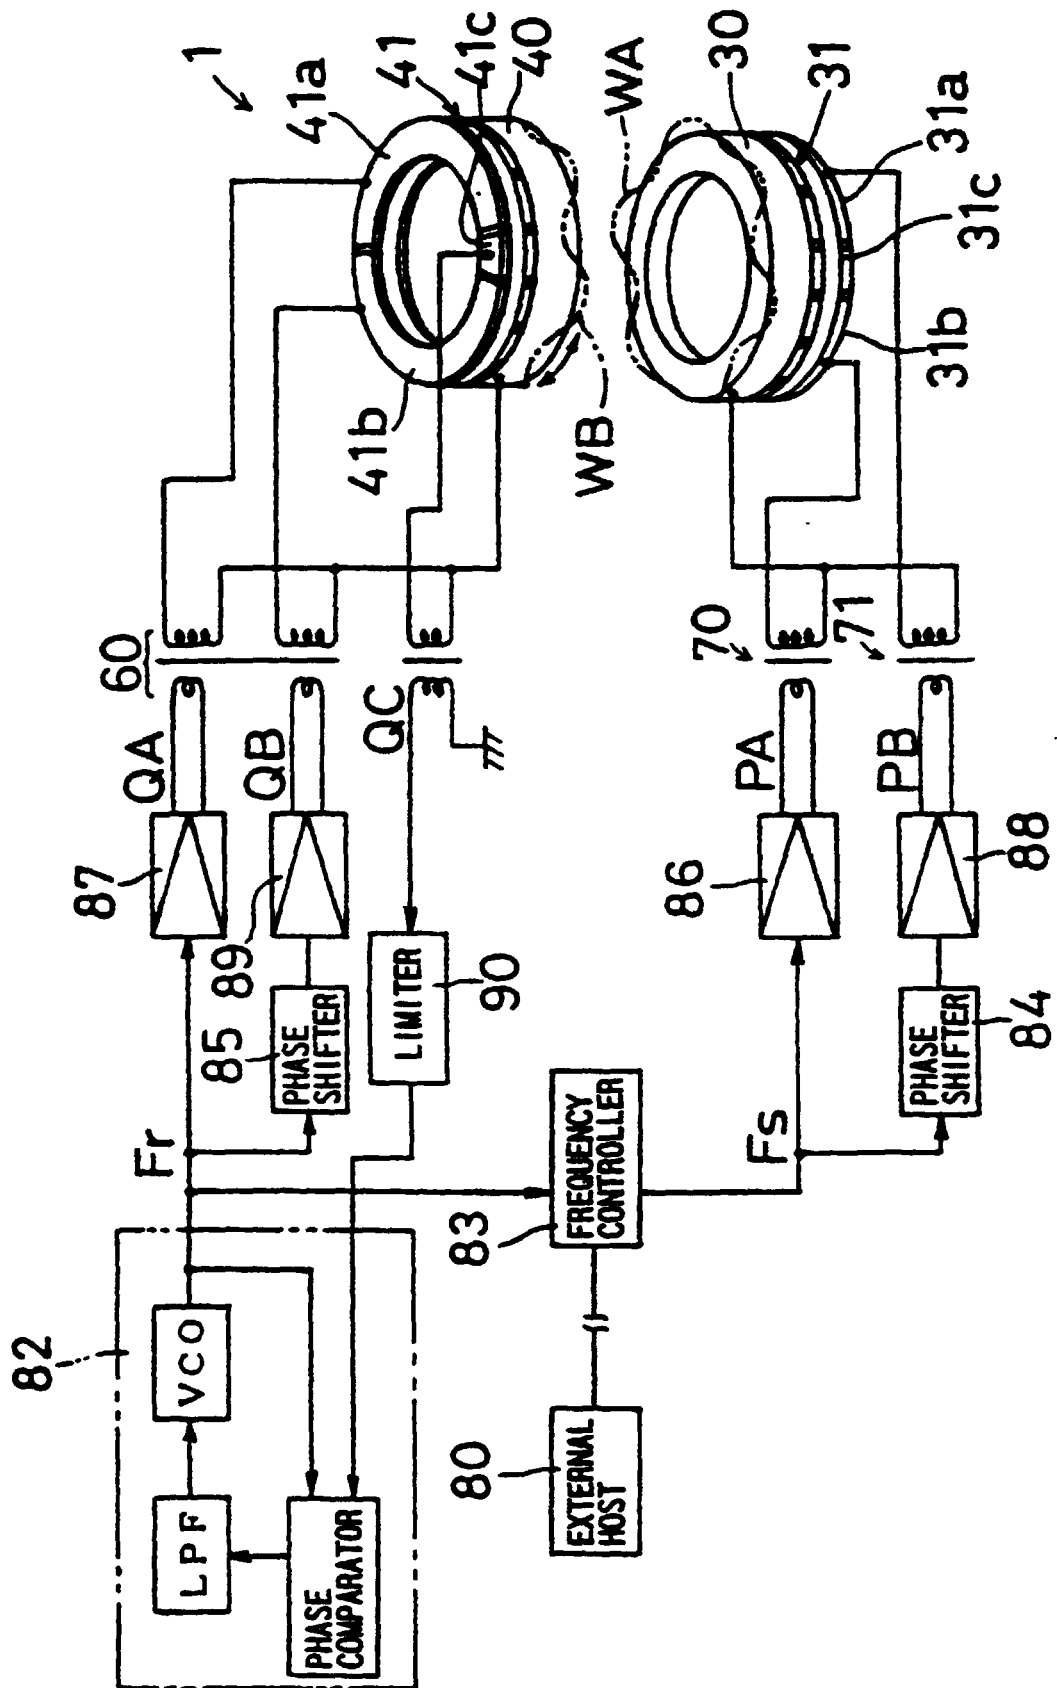 1
41a
41
41c
40
41b
WB
WA
30
31
31a
31c
31b
60
QA
QB
QC
87
89
85
PHASE
SHIFTER
LIMITER
90
Fr
82
VCO
LPF
PHASE
COMPARATOR
83
FREQUENCY
CONTROLLER
80
EXTERNAL
HOST
Fs
70
71
PA
PB
86
88
PHASE
SHIFTER
84